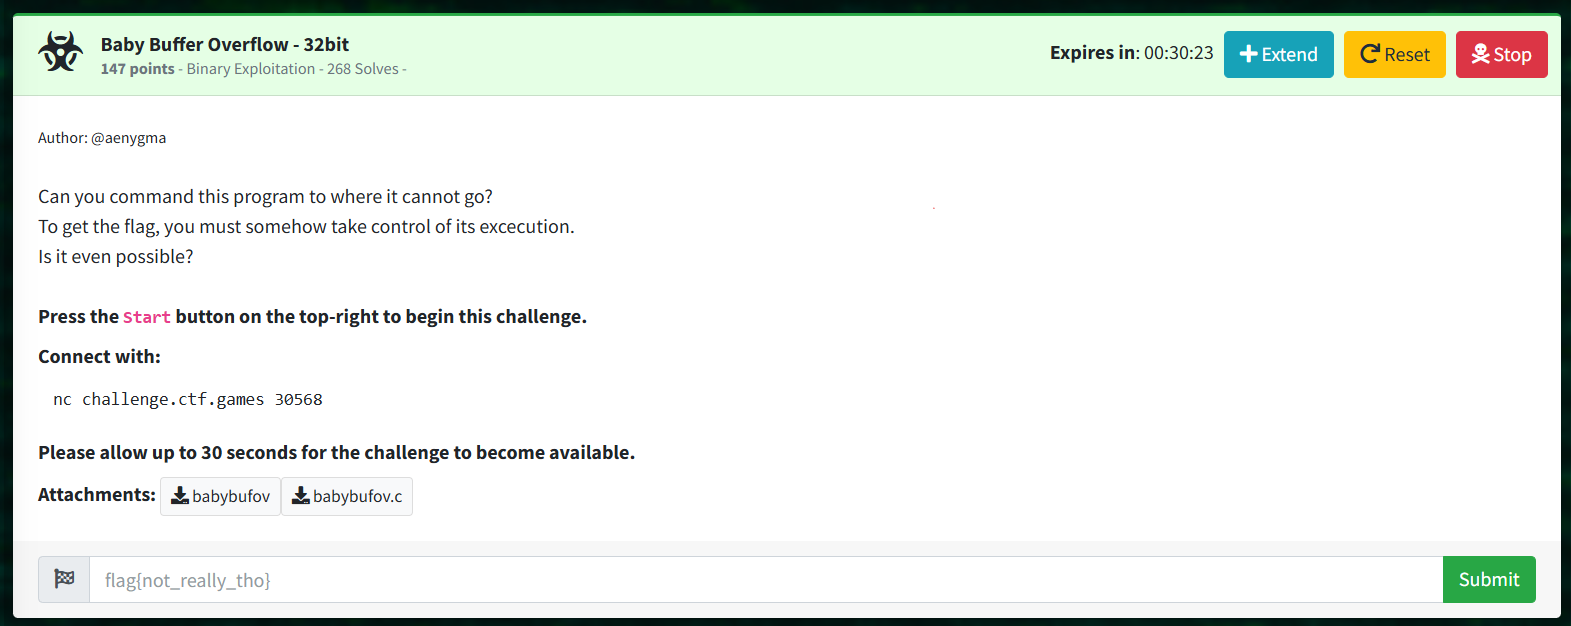 Baby Buffer Overflow - 32bit
147 points - Binary Exploitation - 268 Solves -
Expires in: 00:30:23
Extend
Reset
Stop
Author: @aenygma
Can you command this program to where it cannot go?
To get the flag, you must somehow take control of its excecution.
Is it even possible?
Press the Start button on the top-right to begin this challenge.
Connect with:
nc challenge.ctf.games 30568
Please allow up to 30 seconds for the challenge to become available.
Attachments: babybufov babybufov.c
flag{not_really_tho}
Submit